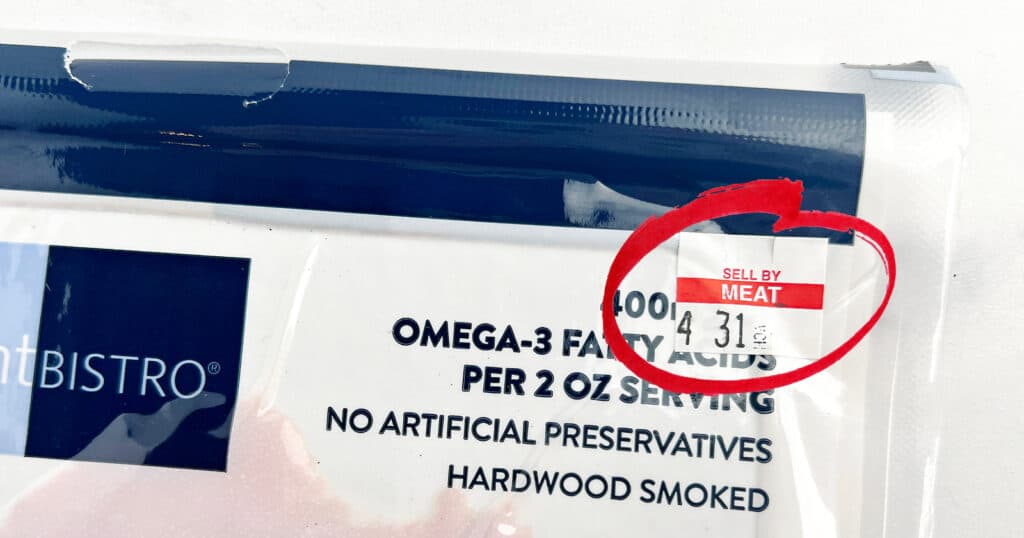 SELL BY
MEAT
400
4 31
OMEGA-3 FATTY ACIDS
PER 2 OZ SERVING
BISTRO®
NO ARTIFICIAL PRESERVATIVES
HARDWOOD SMOKED